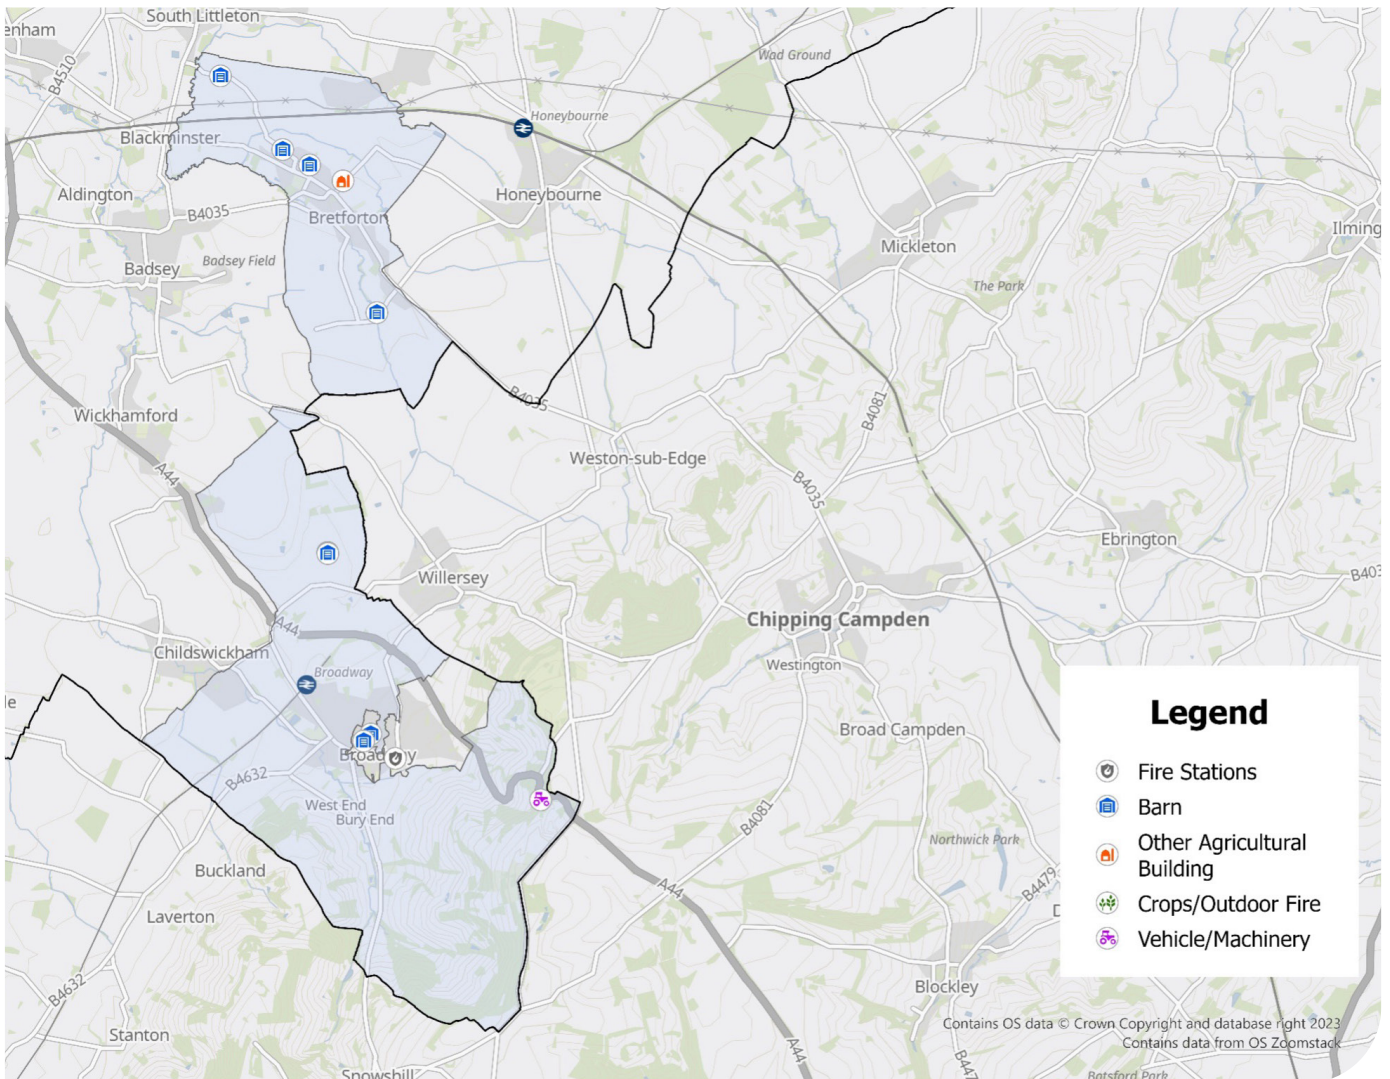 South Littleton
enham
B4510
Wad Ground
Honeybourne
Blackminster
Aldington
Honeybourne
B4035
Bretforton
Ilming
Mickleton
Badsey
Badsey Field
The Park
B4035
B4081
Wickhamford
A44
Weston-sub-Edge
B4035
Ebrington
Willersey
B403
Chipping Campden
A44
Childswickham
Westington
Broadway
le
Broad Campden
B4632
West End
Bury End
B4081
Northwick Park
Buckland
A44
B4479
Laverton
D
B4632
Blockley
Stanton
A44
B447
Snowshill
Batsford Park
Legend
Fire Stations
Barn
Other Agricultural
Building
Crops/Outdoor Fire
Vehicle/Machinery
Contains OS data © Crown Copyright and database right 2023
Contains data from OS Zoomstack